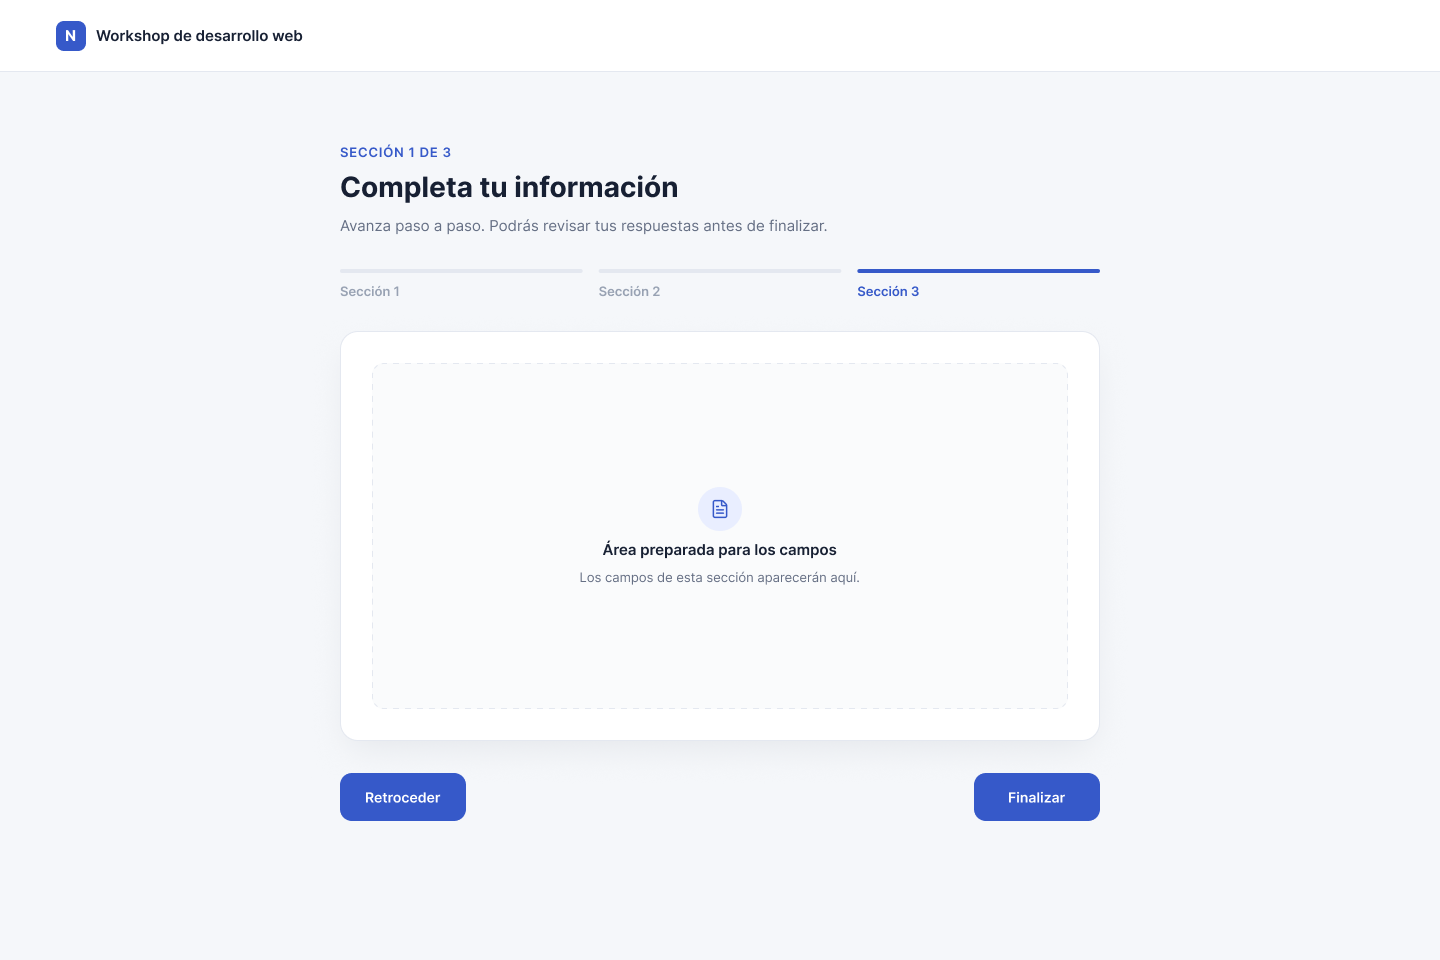 N Workshop de desarrollo web
SECCIÓN 1 DE 3
Completa tu información
Avanza paso a paso. Podrás revisar tus respuestas antes de finalizar.
Sección 1 Sección 2 Sección 3
Área preparada para los campos
Los campos de esta sección aparecerán aquí.
Retroceder Finalizar